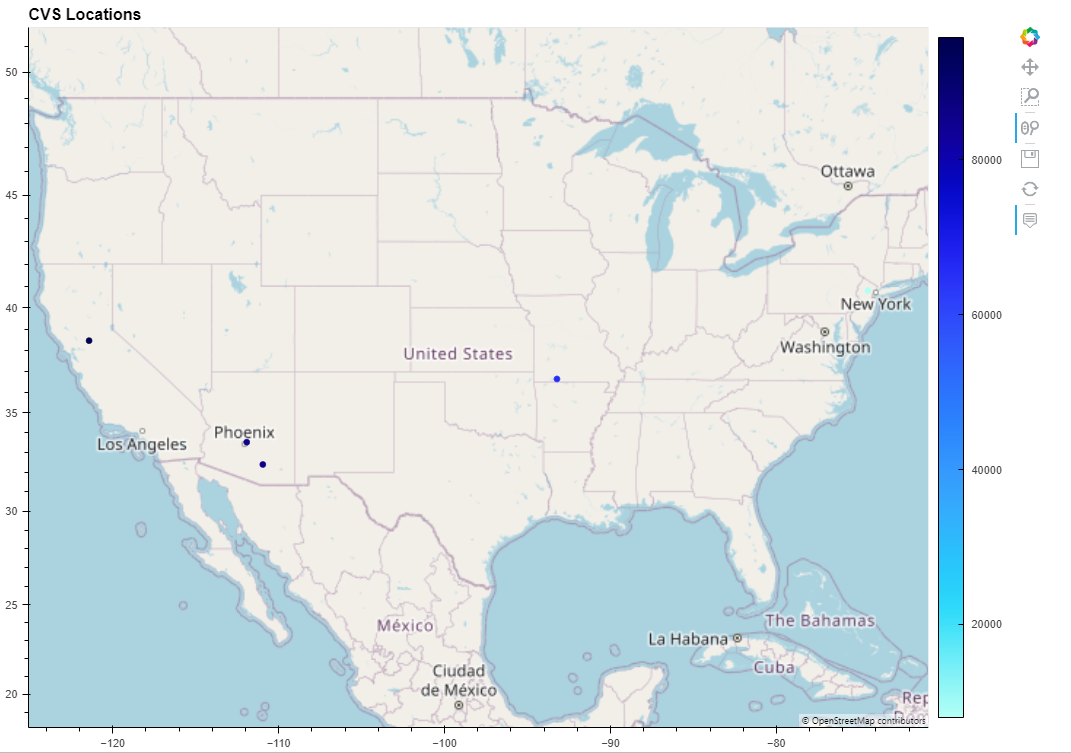 CVS Locations
50
45
40
35
30
25
20
−120
−110
−100
−90
−80
Ottawa
New York
Washington
United States
Phoenix
Los Angeles
México
Ciudad
de México
La Habana
The Bahamas
Cuba
Rep
© OpenStreetMap contributors
80000
60000
40000
20000